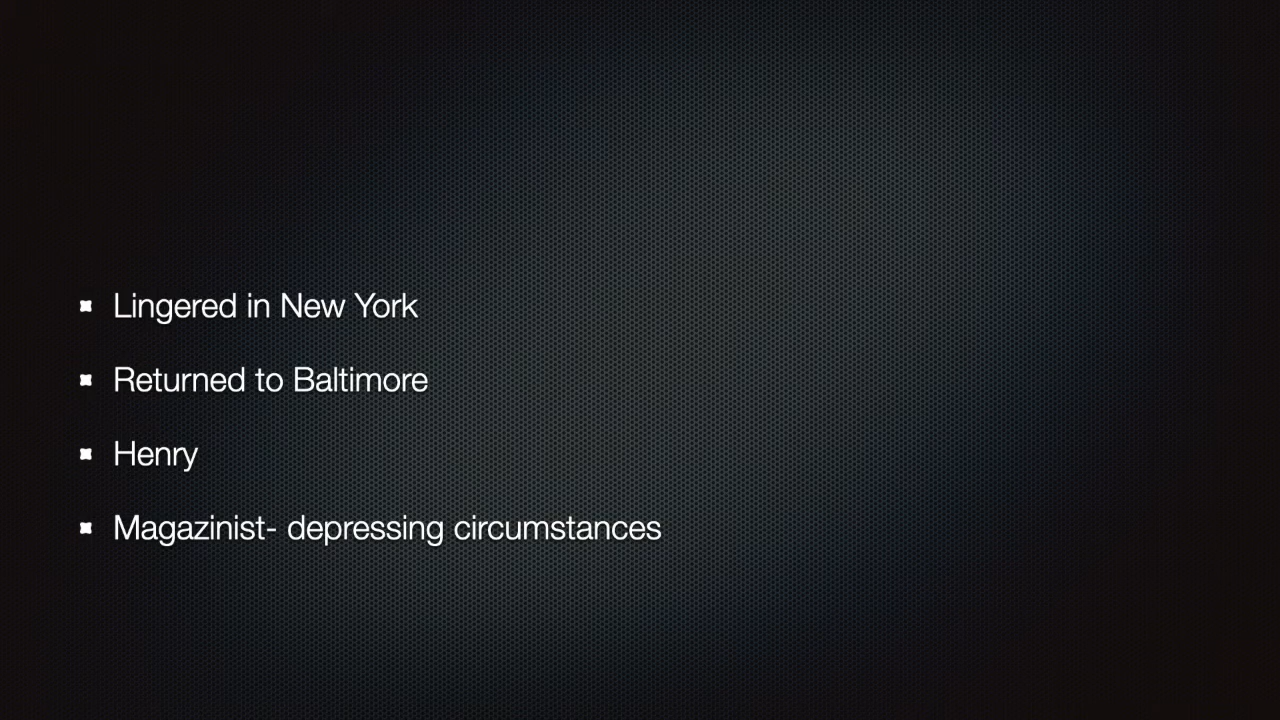 Lingered in New York
Returned to Baltimore
Henry
Magazinist- depressing circumstances